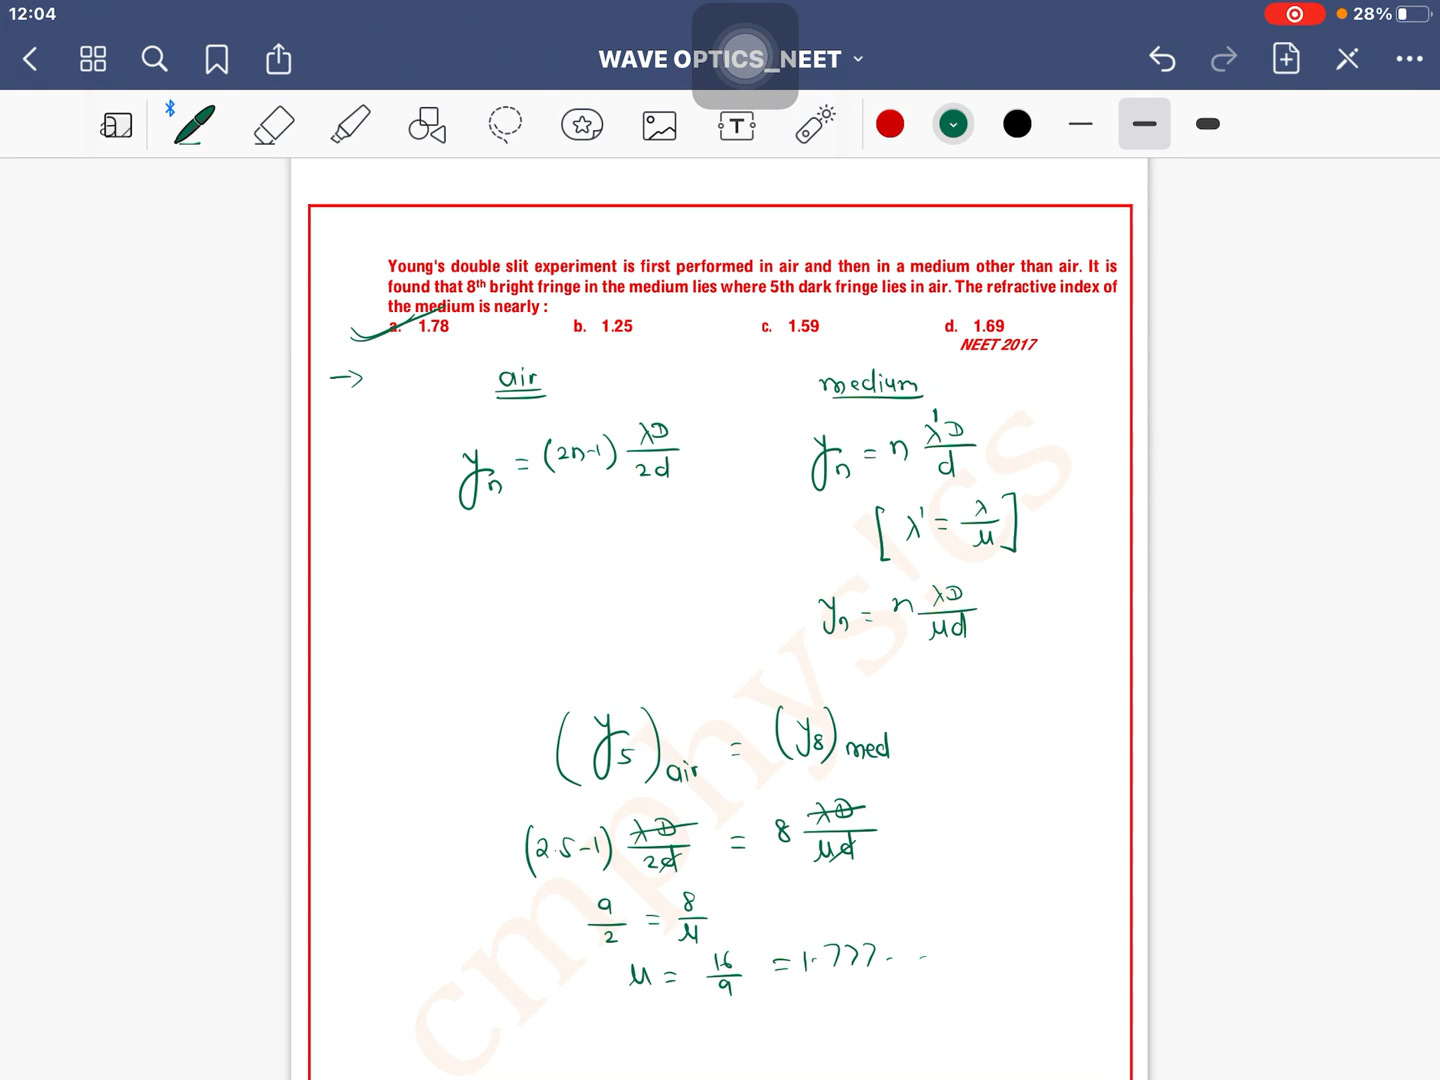 12:04
28%
WAVE OPTICS_NEET
T
Young's double slit experiment is first performed in air and then in a medium other than air. It is
found that 8th bright fringe in the medium lies where 5th dark fringe lies in air. The refractive index of
the medium is nearly :
a. 1.78 b. 1.25 c. 1.59 d. 1.69
NEET 2017
→ air medium
yₙ = (2n-1) λD/2d yₙ = n λ'D/d
[λ' = λ/μ]
yₙ = n λD/μd
(y₅)air = (y₈)med
(2.5-1) λD/2d = 8 λD/μd
9/2 = 8/μ
μ = 16/9 = 1.777. . .
cmphys!cs